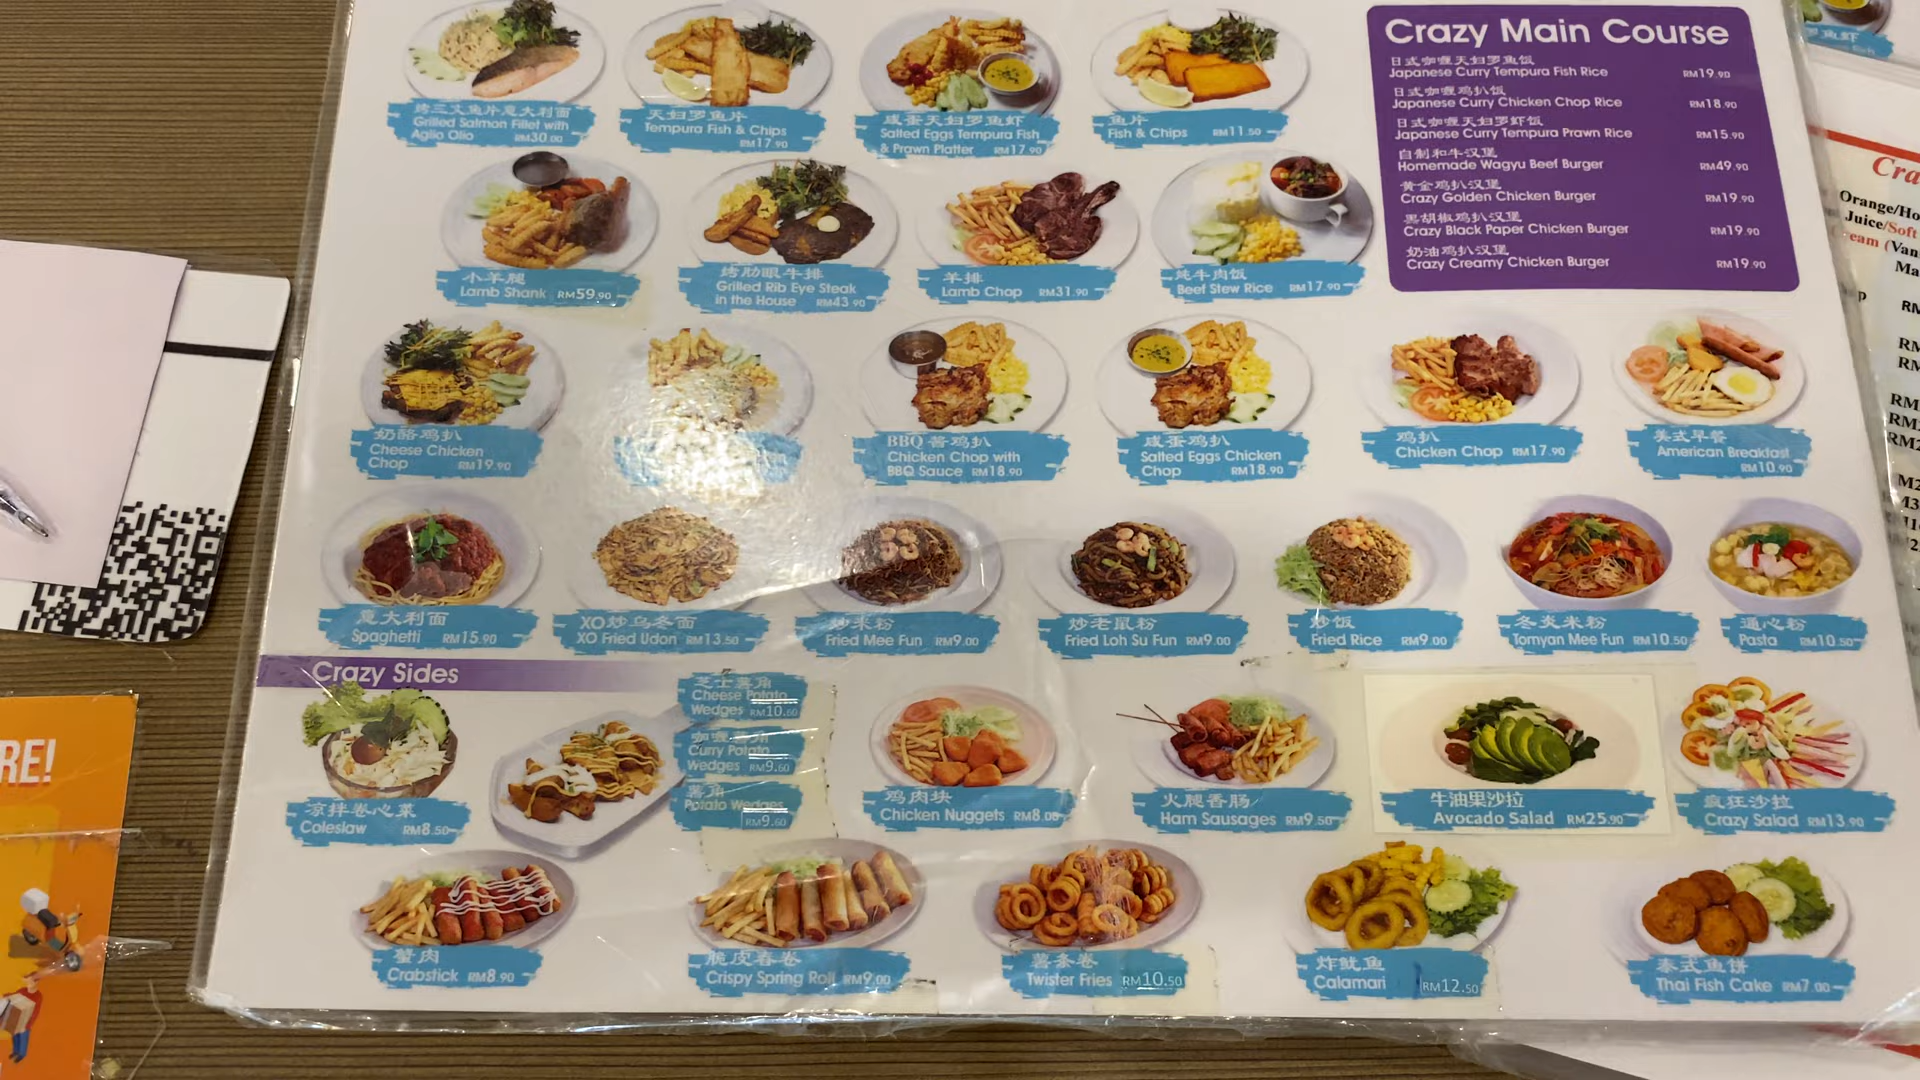 烤三文鱼片意大利面
Grilled Salmon Fillet with
Aglio Olio RM30.00
天妇罗鱼片
Tempura Fish & Chips
RM17.90
咸蛋天妇罗鱼虾
Salted Eggs Tempura Fish
& Prawn Platter RM17.90
鱼片
Fish & Chips RM11.50
Crazy Main Course
日式咖喱天妇罗鱼饭
Japanese Curry Tempura Fish Rice RM19.90
日式咖喱鸡扒饭
Japanese Curry Chicken Chop Rice RM18.90
日式咖喱天妇罗虾饭
Japanese Curry Tempura Prawn Rice RM15.90
自制和牛汉堡
Homemade Wagyu Beef Burger RM49.90
黄金鸡扒汉堡
Crazy Golden Chicken Burger RM19.90
黑胡椒鸡扒汉堡
Crazy Black Paper Chicken Burger RM19.90
奶油鸡扒汉堡
Crazy Creamy Chicken Burger RM19.90
小羊腿
Lamb Shank RM59.90
烤肋眼牛排
Grilled Rib Eye Steak
in the House RM43.90
羊排
Lamb Chop RM31.90
炖牛肉饭
Beef Stew Rice RM17.90
奶酪鸡扒
Cheese Chicken
Chop RM19.90
BBQ 酱鸡扒
Chicken Chop with
BBQ Sauce RM18.90
咸蛋鸡扒
Salted Eggs Chicken
Chop RM18.90
鸡扒
Chicken Chop RM17.90
美式早餐
American Breakfast
RM10.90
意大利面
Spaghetti RM15.90
XO炒乌冬面
XO Fried Udon RM13.50
炒米粉
Fried Mee Fun RM9.00
炒老鼠粉
Fried Loh Su Fun RM9.00
炒饭
Fried Rice RM9.00
冬炎米粉
Tomyan Mee Fun RM10.50
通心粉
Pasta RM10.50
Crazy Sides
凉拌卷心菜
Coleslaw RM8.50
芝士薯角
Cheese Potato
Wedges RM10.60
Curry Potato
Wedges RM9.60
薯角
Potato Wedges
RM9.60
鸡肉块
Chicken Nuggets RM8.00
火腿香肠
Ham Sausages RM9.50
牛油果沙拉
Avocado Salad RM25.90
疯狂沙拉
Crazy Salad RM13.90
蟹肉
Crabstick RM8.90
脆皮春卷
Crispy Spring Roll RM9.00
薯条卷
Twister Fries RM10.50
炸鱿鱼
Calamari RM12.50
泰式鱼饼
Thai Fish Cake RM7.00
RE!
Orange/Ho
Juice/Soft